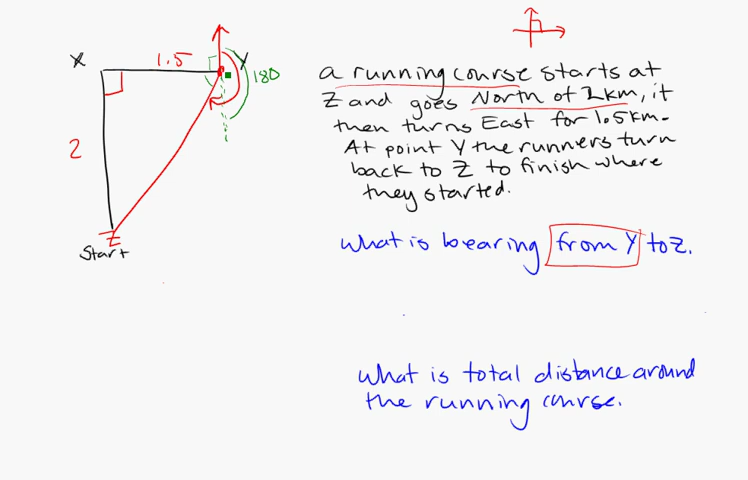 X
1.5
Y
180
2
Z
Start
a running course starts at
Z and goes North of 2km, it
then turns East for 1.5km.
At point Y the runners turn
back to Z to finish where
they started.
what is bearing from Y to Z.
what is total distance around
the running course.